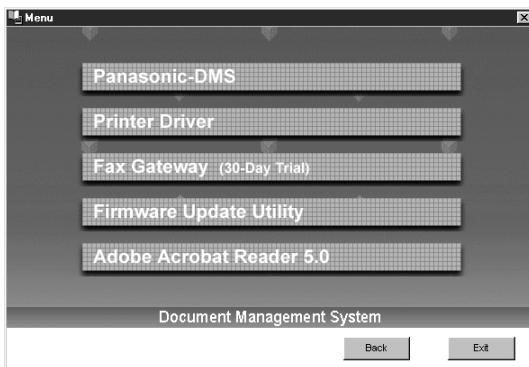 Menu
Panasonic-DMS
Printer Driver
Fax Gateway (30-Day Trial)
Firmware Update Utility
Adobe Acrobat Reader 5.0
Document Management System
Back Exit